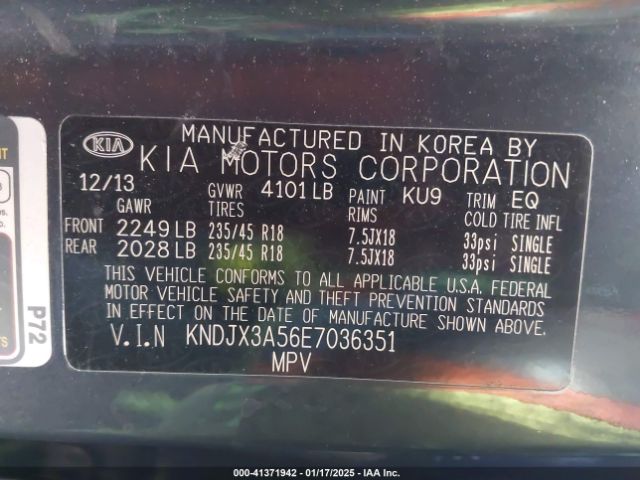 KIA
MANUFACTURED IN KOREA BY
KIA MOTORS CORPORATION
12/13 GVWR 4101 LB PAINT KU9 TRIM EQ
GAWR TIRES RIMS COLD TIRE INFL
FRONT 2249 LB 235/45 R18 7.5JX18 33psi SINGLE
REAR 2028 LB 235/45 R18 7.5JX18 33psi SINGLE
THIS VEHICLE CONFORMS TO ALL APPLICABLE U.S.A. FEDERAL
MOTOR VEHICLE SAFETY AND THEFT PREVENTION STANDARDS
IN EFFECT ON THE DATE OF MANUFACTURE SHOWN ABOVE.
V.I.N KNDJX3A56E7036351
MPV
P72
000-41371942 - 01/17/2025 - IAA Inc.